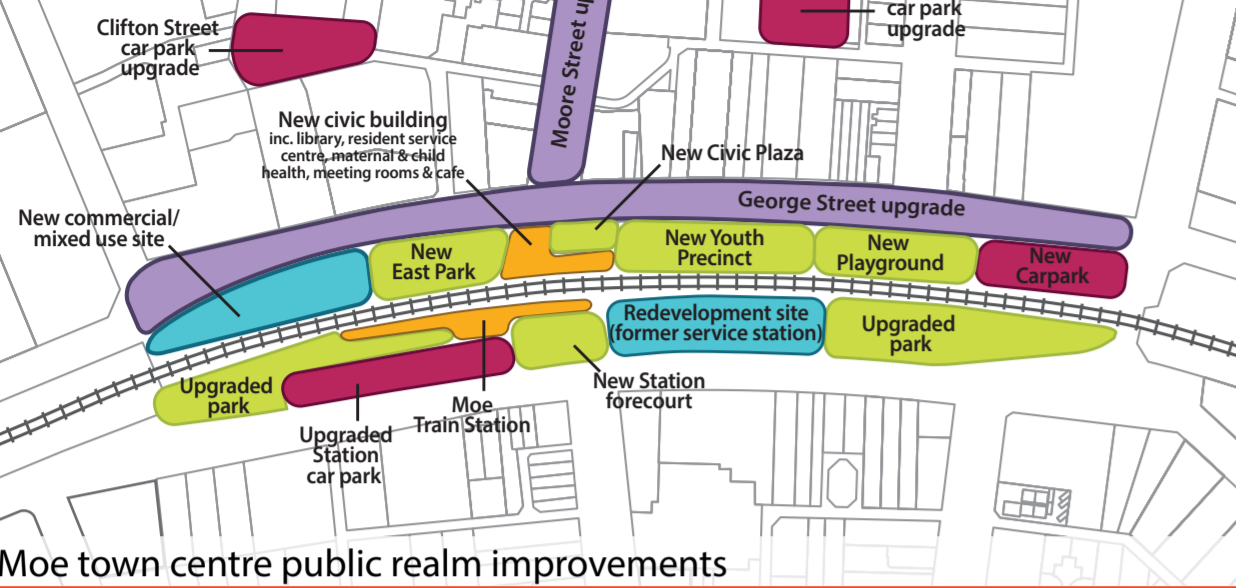 Clifton Street
car park
upgrade
Moore Street
car park
upgrade
New civic building
inc. library, resident service
centre, maternal & child
health, meeting rooms & cafe
New Civic Plaza
George Street upgrade
New commercial/
mixed use site
New
East Park
New Youth
Precinct
New
Playground
New
Carpark
Redevelopment site
(former service station)
Upgraded
park
Upgraded
park
New Station
forecourt
Moe
Train Station
Upgraded
Station
car park
Moe town centre public realm improvements